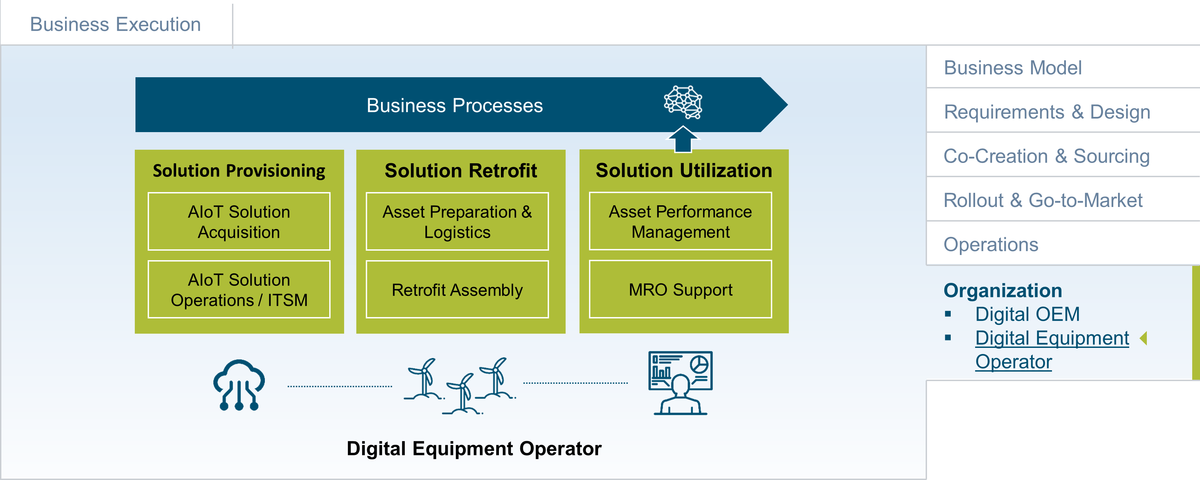 Business Execution
Business Processes
Solution Provisioning
AIoT Solution
Acquisition
AIoT Solution
Operations / ITSM
Solution Retrofit
Asset Preparation &
Logistics
Retrofit Assembly
Solution Utilization
Asset Performance
Management
MRO Support
Digital Equipment Operator
Business Model
Requirements & Design
Co-Creation & Sourcing
Rollout & Go-to-Market
Operations
Organization
▪ Digital OEM
▪ Digital Equipment
Operator